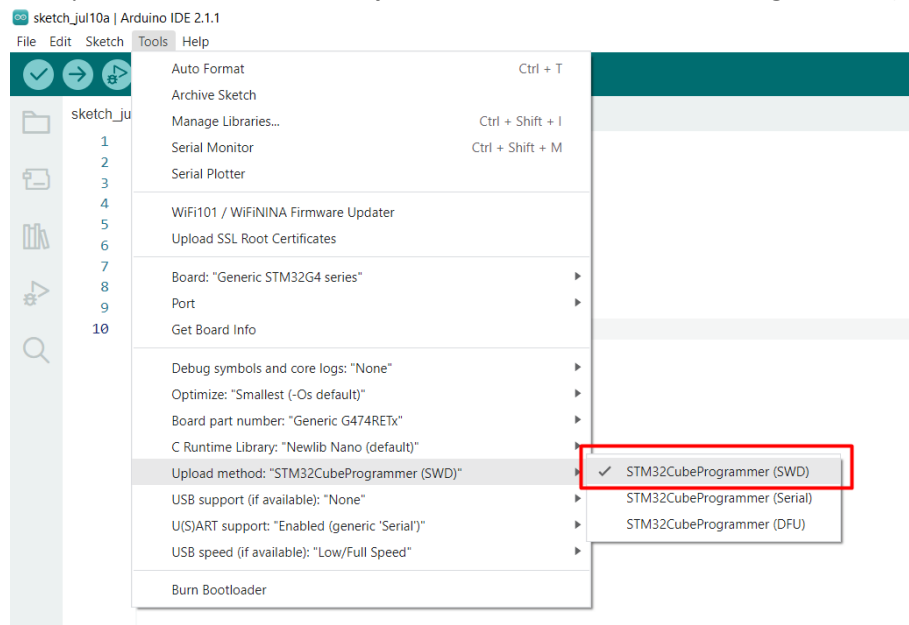 sketch_jul10a | Arduino IDE 2.1.1
File Edit Sketch Tools Help
sketch_ju
1
2
3
4
5
6
7
8
9
10
Auto Format Ctrl + T
Archive Sketch
Manage Libraries... Ctrl + Shift + I
Serial Monitor Ctrl + Shift + M
Serial Plotter
WiFi101 / WiFiNINA Firmware Updater
Upload SSL Root Certificates
Board: "Generic STM32G4 series"
Port
Get Board Info
Debug symbols and core logs: "None"
Optimize: "Smallest (-Os default)"
Board part number: "Generic G474RETx"
C Runtime Library: "Newlib Nano (default)"
Upload method: "STM32CubeProgrammer (SWD)"
USB support (if available): "None"
U(S)ART support: "Enabled (generic 'Serial')"
USB speed (if available): "Low/Full Speed"
Burn Bootloader
STM32CubeProgrammer (SWD)
STM32CubeProgrammer (Serial)
STM32CubeProgrammer (DFU)